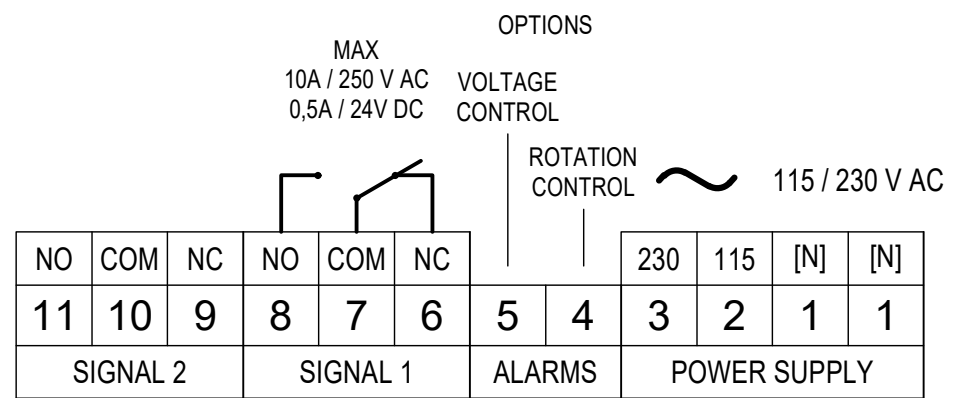 OPTIONS
MAX
10A / 250 V AC
0,5A / 24V DC
VOLTAGE
CONTROL
ROTATION
CONTROL
115 / 230 V AC
NO COM NC NO COM NC 230 115 [N] [N]
11 10 9 8 7 6 5 4 3 2 1 1
SIGNAL 2 SIGNAL 1 ALARMS POWER SUPPLY